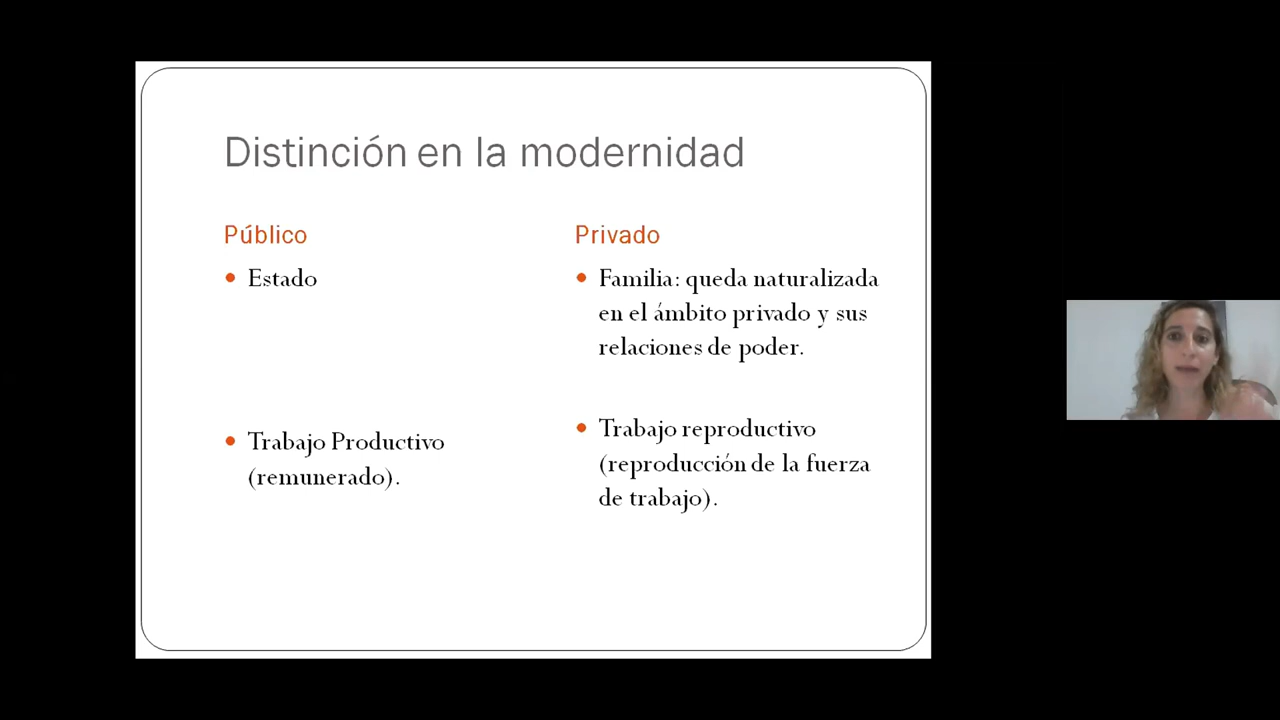 Distinción en la modernidad
Público
Estado
Trabajo Productivo
(remunerado).
Privado
Familia: queda naturalizada
en el ámbito privado y sus
relaciones de poder.
Trabajo reproductivo
(reproducción de la fuerza
de trabajo).